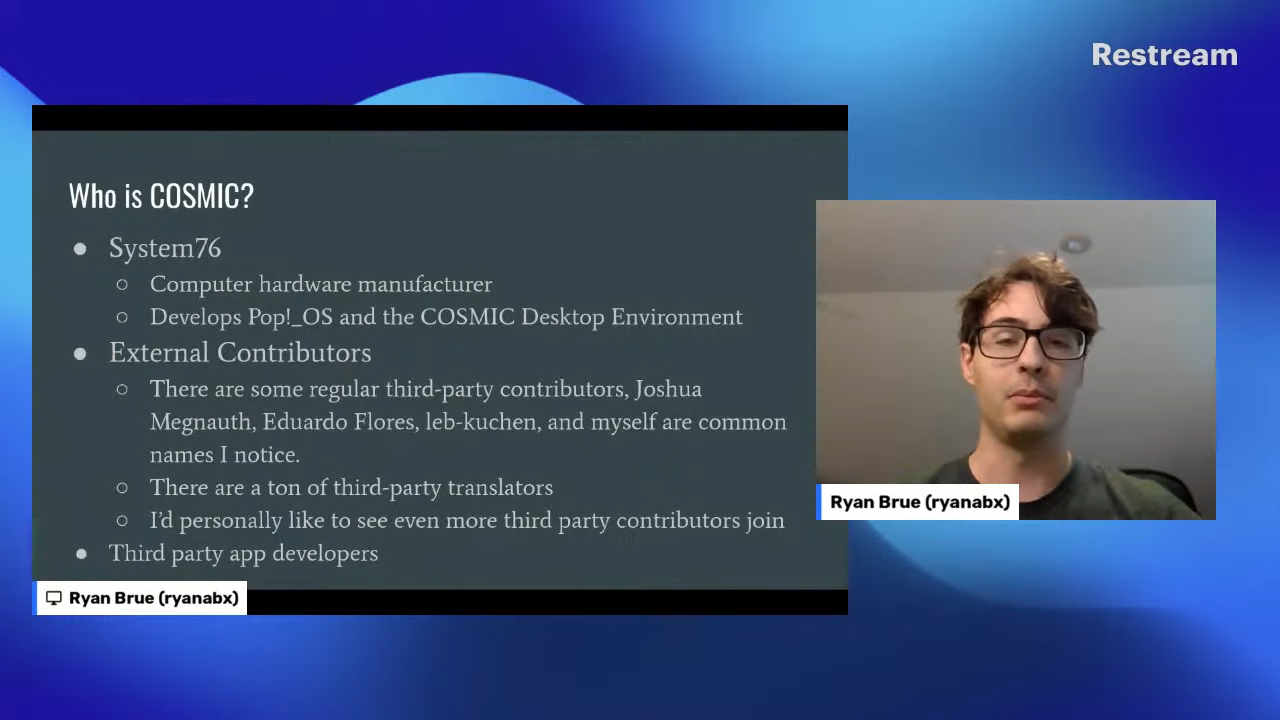 Restream
Who is COSMIC?
● System76
○ Computer hardware manufacturer
○ Develops Pop!_OS and the COSMIC Desktop Environment
● External Contributors
○ There are some regular third-party contributors, Joshua
Megnauth, Eduardo Flores, leb-kuchen, and myself are common
names I notice.
○ There are a ton of third-party translators
○ I'd personally like to see even more third party contributors join
● Third party app developers
Ryan Brue (ryanabx)
Ryan Brue (ryanabx)